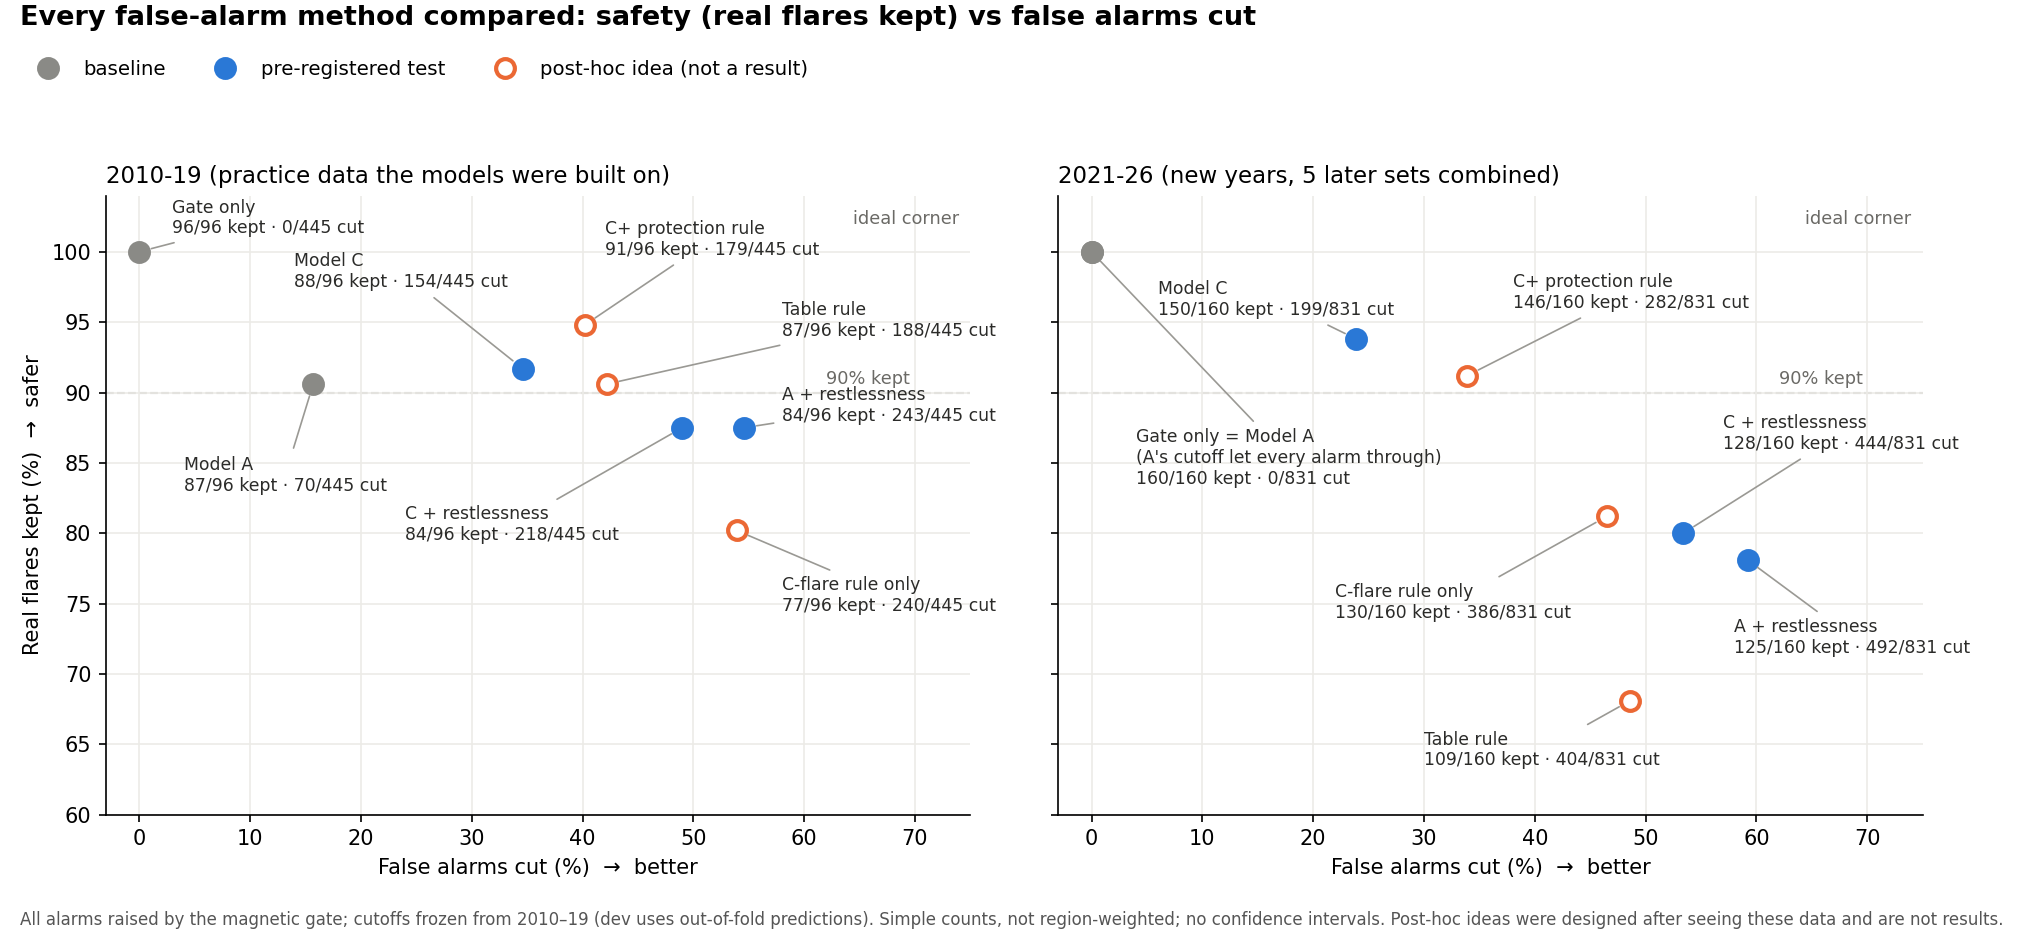 Every false-alarm method compared: safety (real flares kept) vs false alarms cut
baseline
pre-registered test
post-hoc idea (not a result)
2010-19 (practice data the models were built on)
Gate only
96/96 kept · 0/445 cut
C+ protection rule
91/96 kept · 179/445 cut
ideal corner
Model C
88/96 kept · 154/445 cut
Table rule
87/96 kept · 188/445 cut
90% kept
A + restlessness
84/96 kept · 243/445 cut
Model A
87/96 kept · 70/445 cut
C + restlessness
84/96 kept · 218/445 cut
C-flare rule only
77/96 kept · 240/445 cut
Real flares kept (%) → safer
100
95
90
85
80
75
70
65
60
0 10 20 30 40 50 60 70
False alarms cut (%) → better
2021-26 (new years, 5 later sets combined)
ideal corner
Model C
150/160 kept · 199/831 cut
C+ protection rule
146/160 kept · 282/831 cut
90% kept
Gate only = Model A
(A's cutoff let every alarm through)
160/160 kept · 0/831 cut
C + restlessness
128/160 kept · 444/831 cut
C-flare rule only
130/160 kept · 386/831 cut
A + restlessness
125/160 kept · 492/831 cut
Table rule
109/160 kept · 404/831 cut
0 10 20 30 40 50 60 70
False alarms cut (%) → better
All alarms raised by the magnetic gate; cutoffs frozen from 2010–19 (dev uses out-of-fold predictions). Simple counts, not region-weighted; no confidence intervals. Post-hoc ideas were designed after seeing these data and are not results.